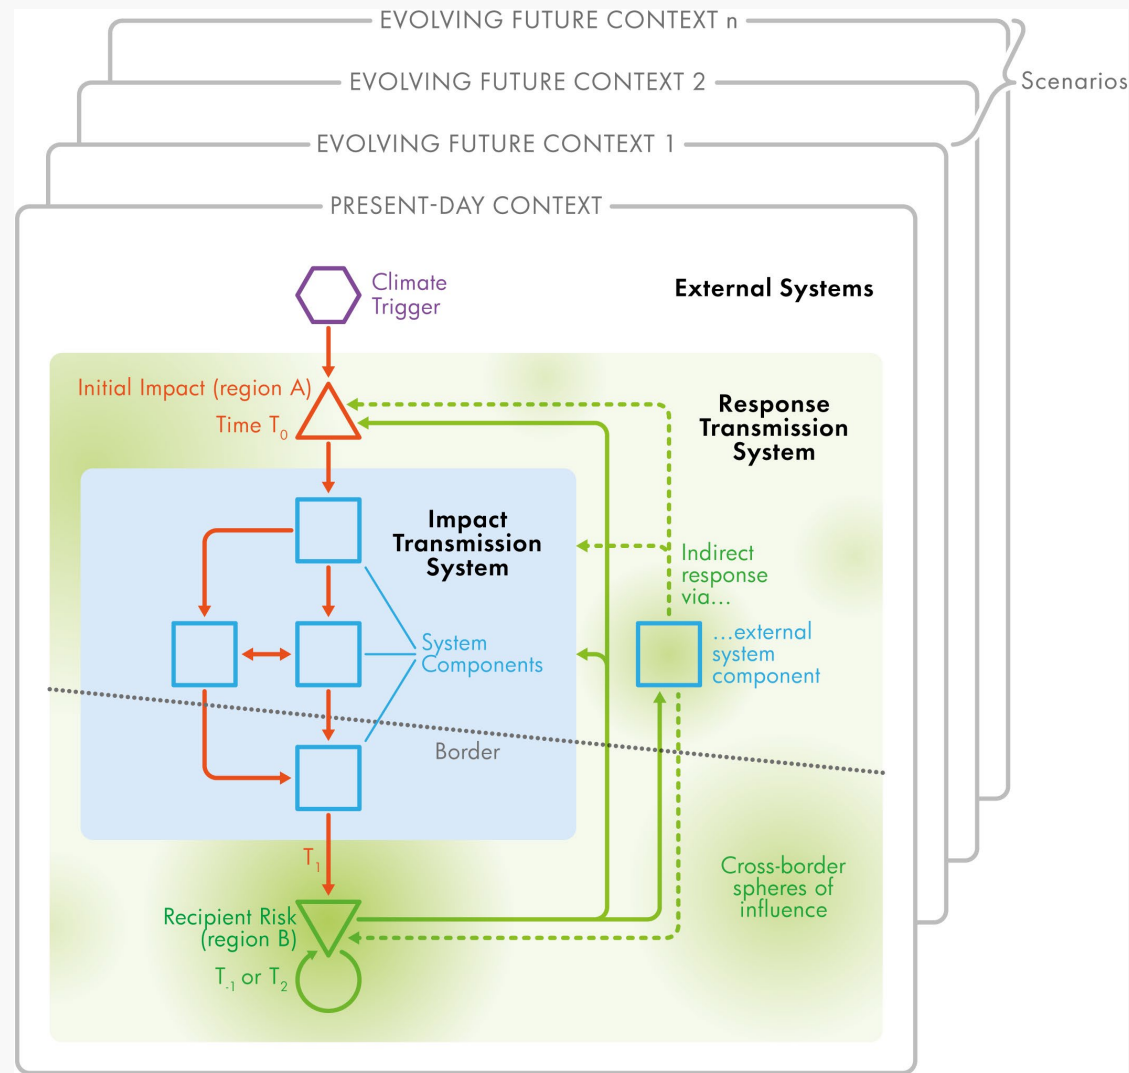 EVOLVING FUTURE CONTEXT n
EVOLVING FUTURE CONTEXT 2
Scenarios
EVOLVING FUTURE CONTEXT 1
PRESENT-DAY CONTEXT
Climate
Trigger
External Systems
Initial Impact (region A)
Time T0
Response
Transmission
System
Impact
Transmission
System
Indirect
response
via...
...external
system
component
System
Components
Border
T1
Cross-border
spheres of
influence
Recipient Risk
(region B)
T-1 or T2